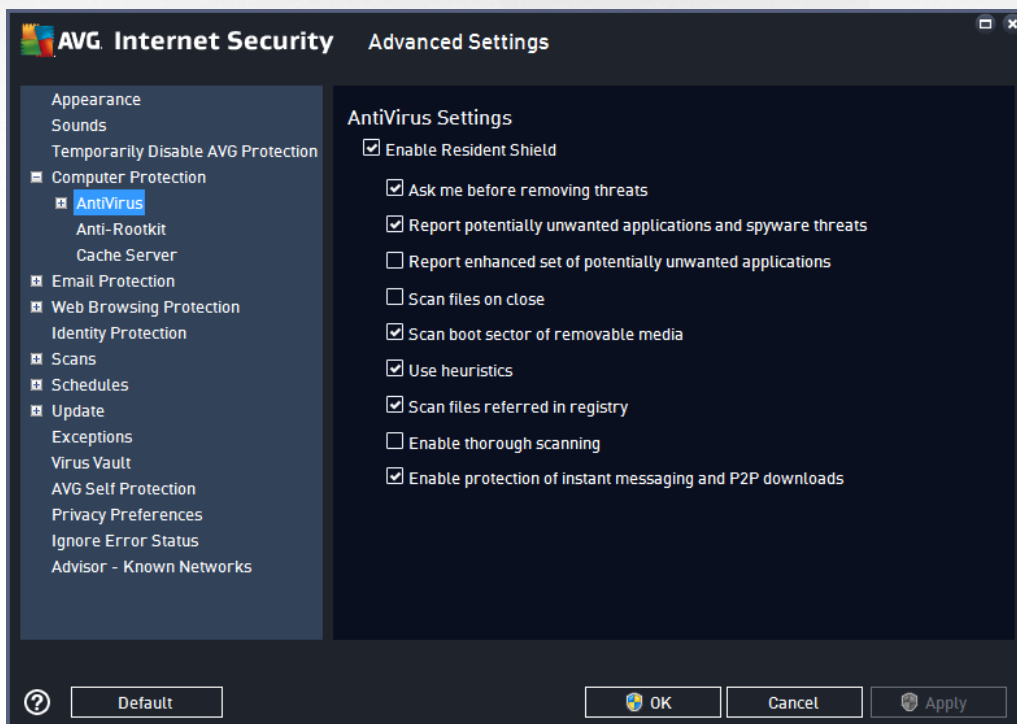 AVG. Internet Security Advanced Settings
Appearance
Sounds
Temporarily Disable AVG Protection
Computer Protection
AntiVirus
Anti-Rootkit
Cache Server
Email Protection
Web Browsing Protection
Identity Protection
Scans
Schedules
Update
Exceptions
Virus Vault
AVG Self Protection
Privacy Preferences
Ignore Error Status
Advisor - Known Networks
AntiVirus Settings
Enable Resident Shield
Ask me before removing threats
Report potentially unwanted applications and spyware threats
Report enhanced set of potentially unwanted applications
Scan files on close
Scan boot sector of removable media
Use heuristics
Scan files referred in registry
Enable thorough scanning
Enable protection of instant messaging and P2P downloads
? Default OK Cancel Apply